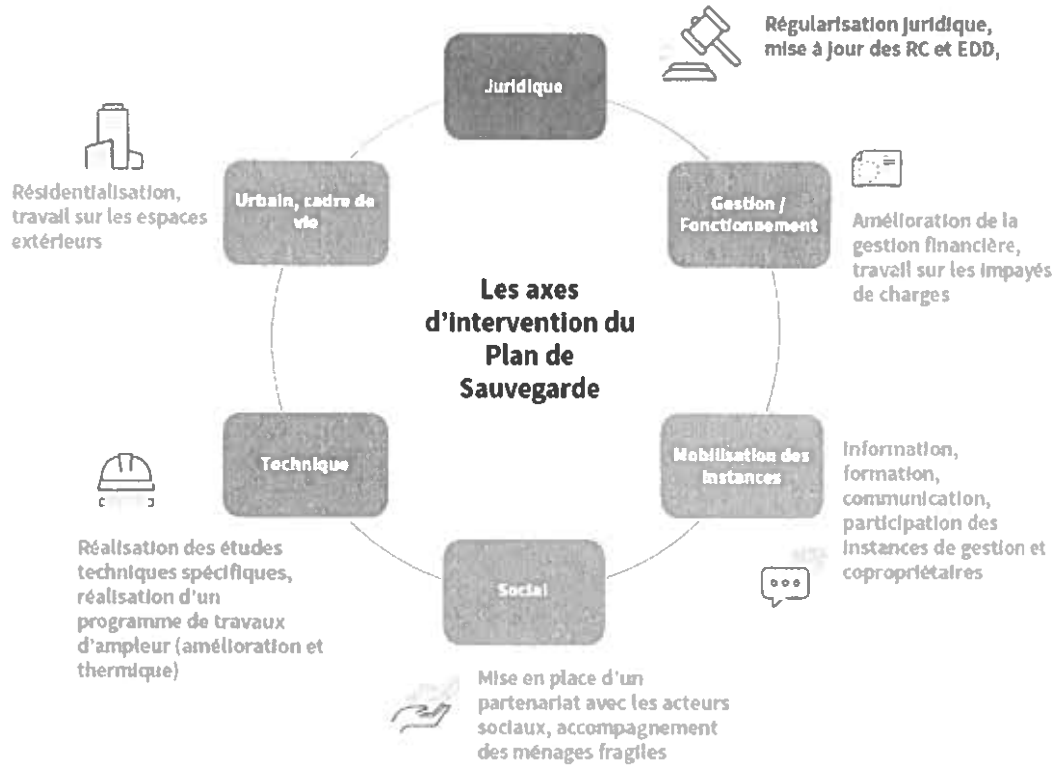 Juridique
Régularisation juridique,
mise à jour des RC et EDD,
Gestion /
Fonctionnement
Amélioration de la
gestion financière,
travail sur les impayés
de charges
Mobilisation des
instances
Information,
formation,
communication,
participation des
instances de gestion et
copropriétaires
Social
Mise en place d'un
partenariat avec les acteurs
sociaux, accompagnement
des ménages fragiles
Technique
Réalisation des études
techniques spécifiques,
réalisation d'un
programme de travaux
d'ampleur (amélioration et
thermique)
Urbain, cadre de
vie
Résidentialisation,
travail sur les espaces
extérieurs
Les axes
d'intervention du
Plan de
Sauvegarde